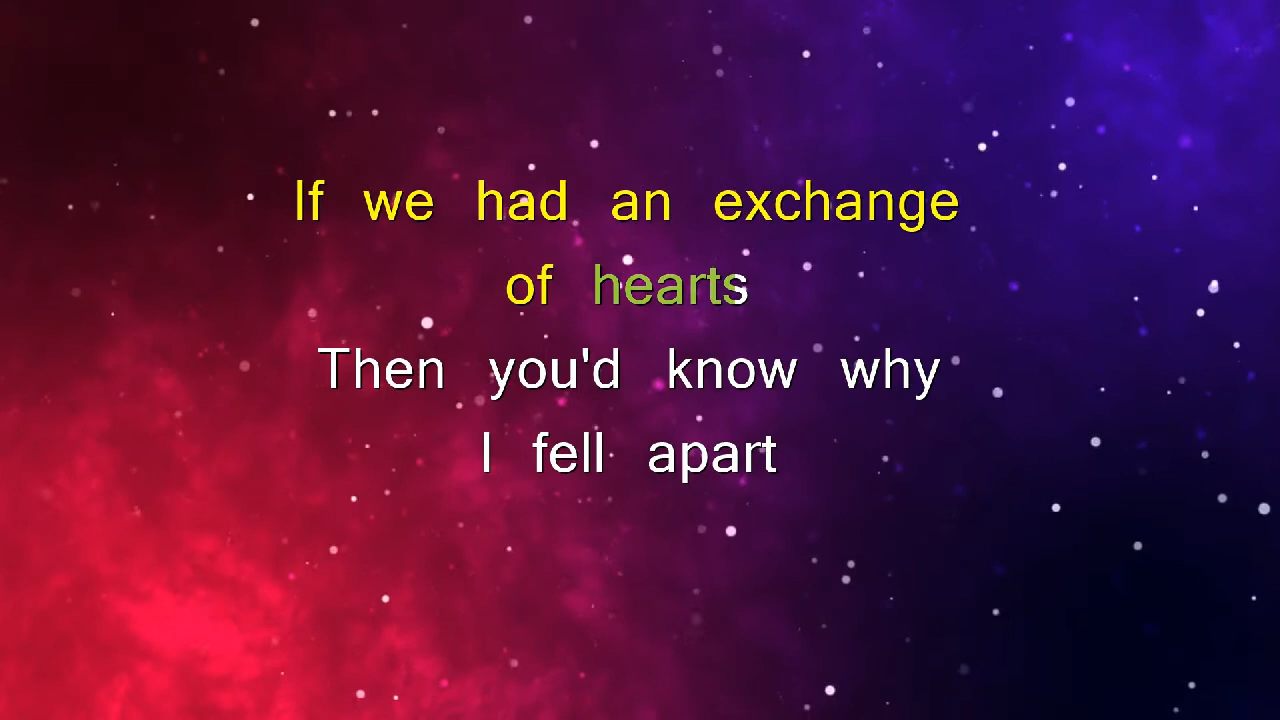 If we had an exchange
of hearts
Then you'd know why
I fell apart